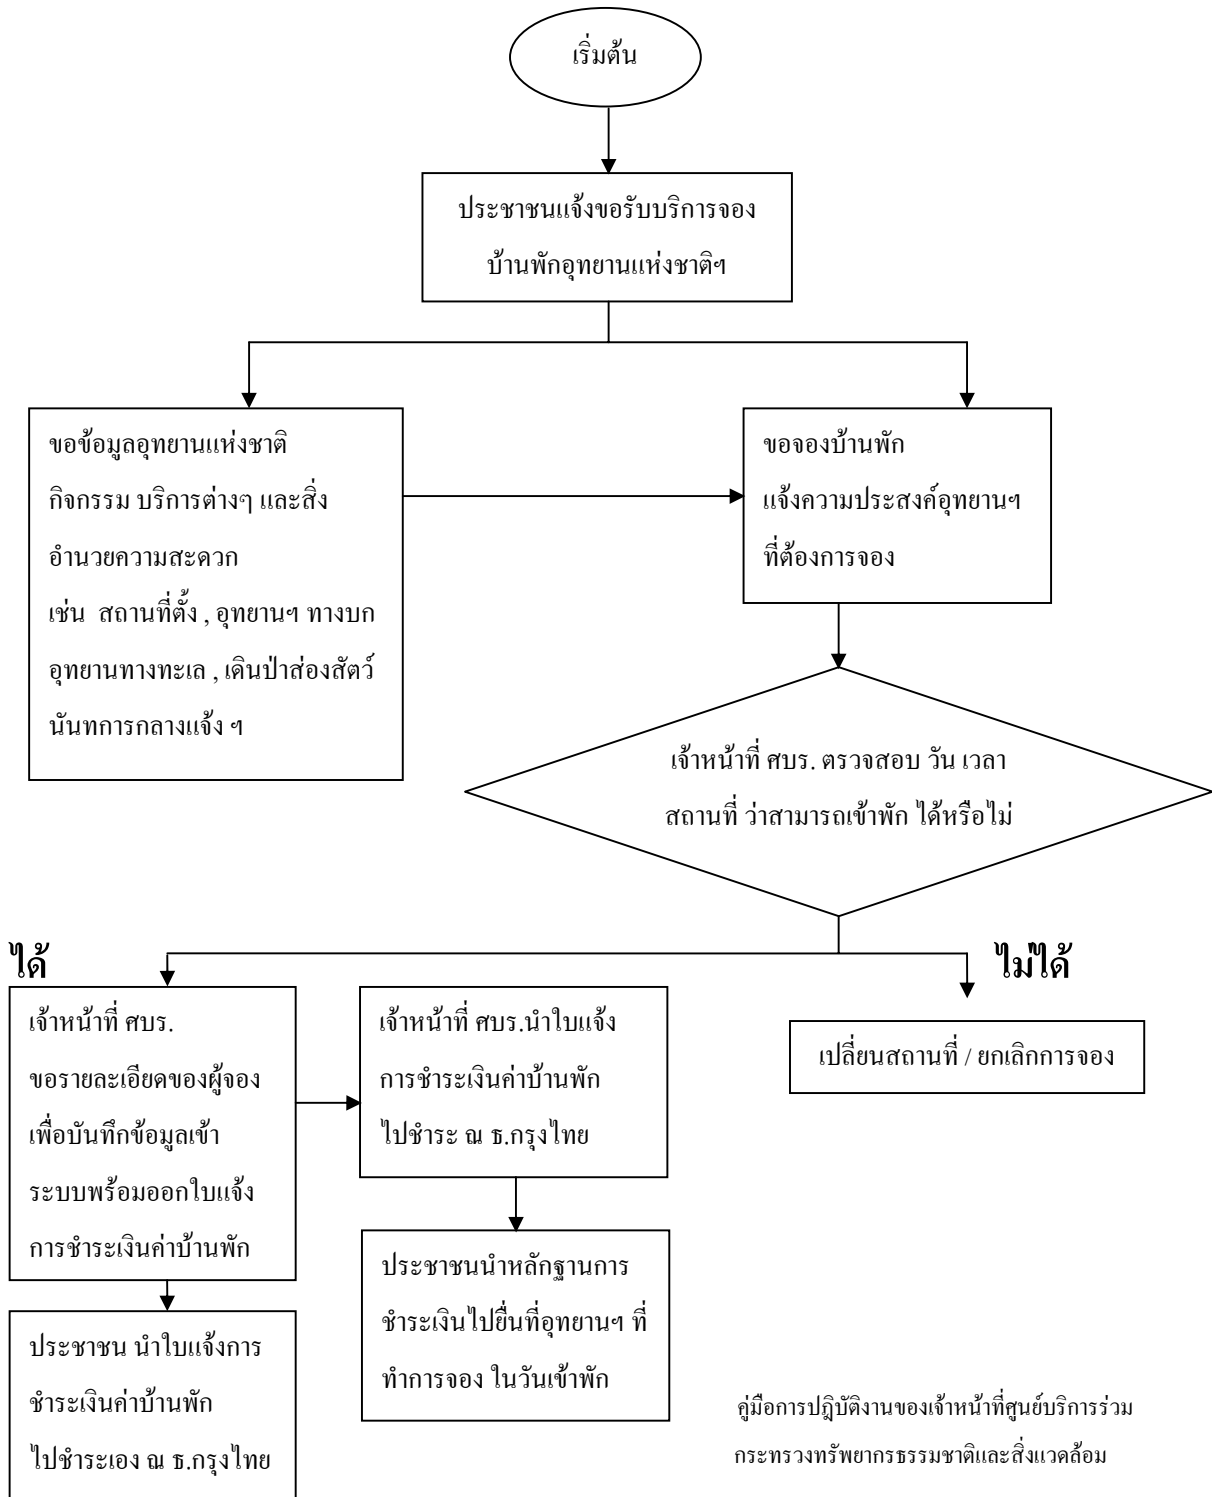 เริ่มต้น
ประชาชนแจ้งขอรับบริการจอง
บ้านพักอุทยานแห่งชาติฯ
ขอข้อมูลอุทยานแห่งชาติ
กิจกรรม บริการต่างๆ และสิ่ง
อำนวยความสะดวก
เช่น สถานที่ตั้ง , อุทยานฯ ทางบก
อุทยานทางทะเล , เดินป่าส่องสัตว์
นันทการกลางแจ้ง ฯ
ขอจองบ้านพัก
แจ้งความประสงค์อุทยานฯ
ที่ต้องการจอง
เจ้าหน้าที่ ศบร. ตรวจสอบ วัน เวลา
สถานที่ ว่าสามารถเข้าพัก ได้หรือไม่
ได้
ไม่ได้
เจ้าหน้าที่ ศบร.
ขอรายละเอียดของผู้จอง
เพื่อบันทึกข้อมูลเข้า
ระบบพร้อมออกใบแจ้ง
การชำระเงินค่าบ้านพัก
เจ้าหน้าที่ ศบร.นำใบแจ้ง
การชำระเงินค่าบ้านพัก
ไปชำระ ณ ธ.กรุงไทย
เปลี่ยนสถานที่ / ยกเลิกการจอง
ประชาชนนำหลักฐานการ
ชำระเงินไปยื่นที่อุทยานฯ ที่
ทำการจอง ในวันเข้าพัก
ประชาชน นำใบแจ้งการ
ชำระเงินค่าบ้านพัก
ไปชำระเอง ณ ธ.กรุงไทย
คู่มือการปฎิบัติงานของเจ้าหน้าที่ศูนย์บริการร่วม
กระทรวงทรัพยากรธรรมชาติและสิ่งแวดล้อม